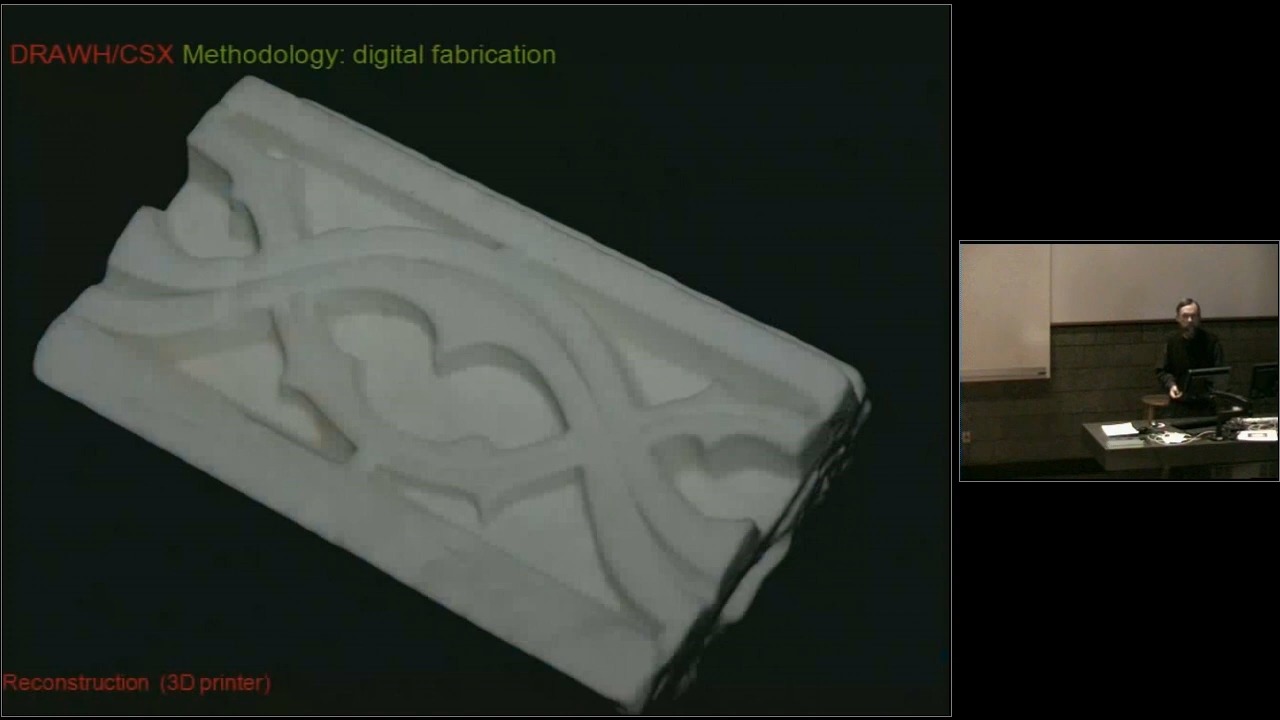 DRAWH/CSX Methodology: digital fabrication
Reconstruction (3D printer)